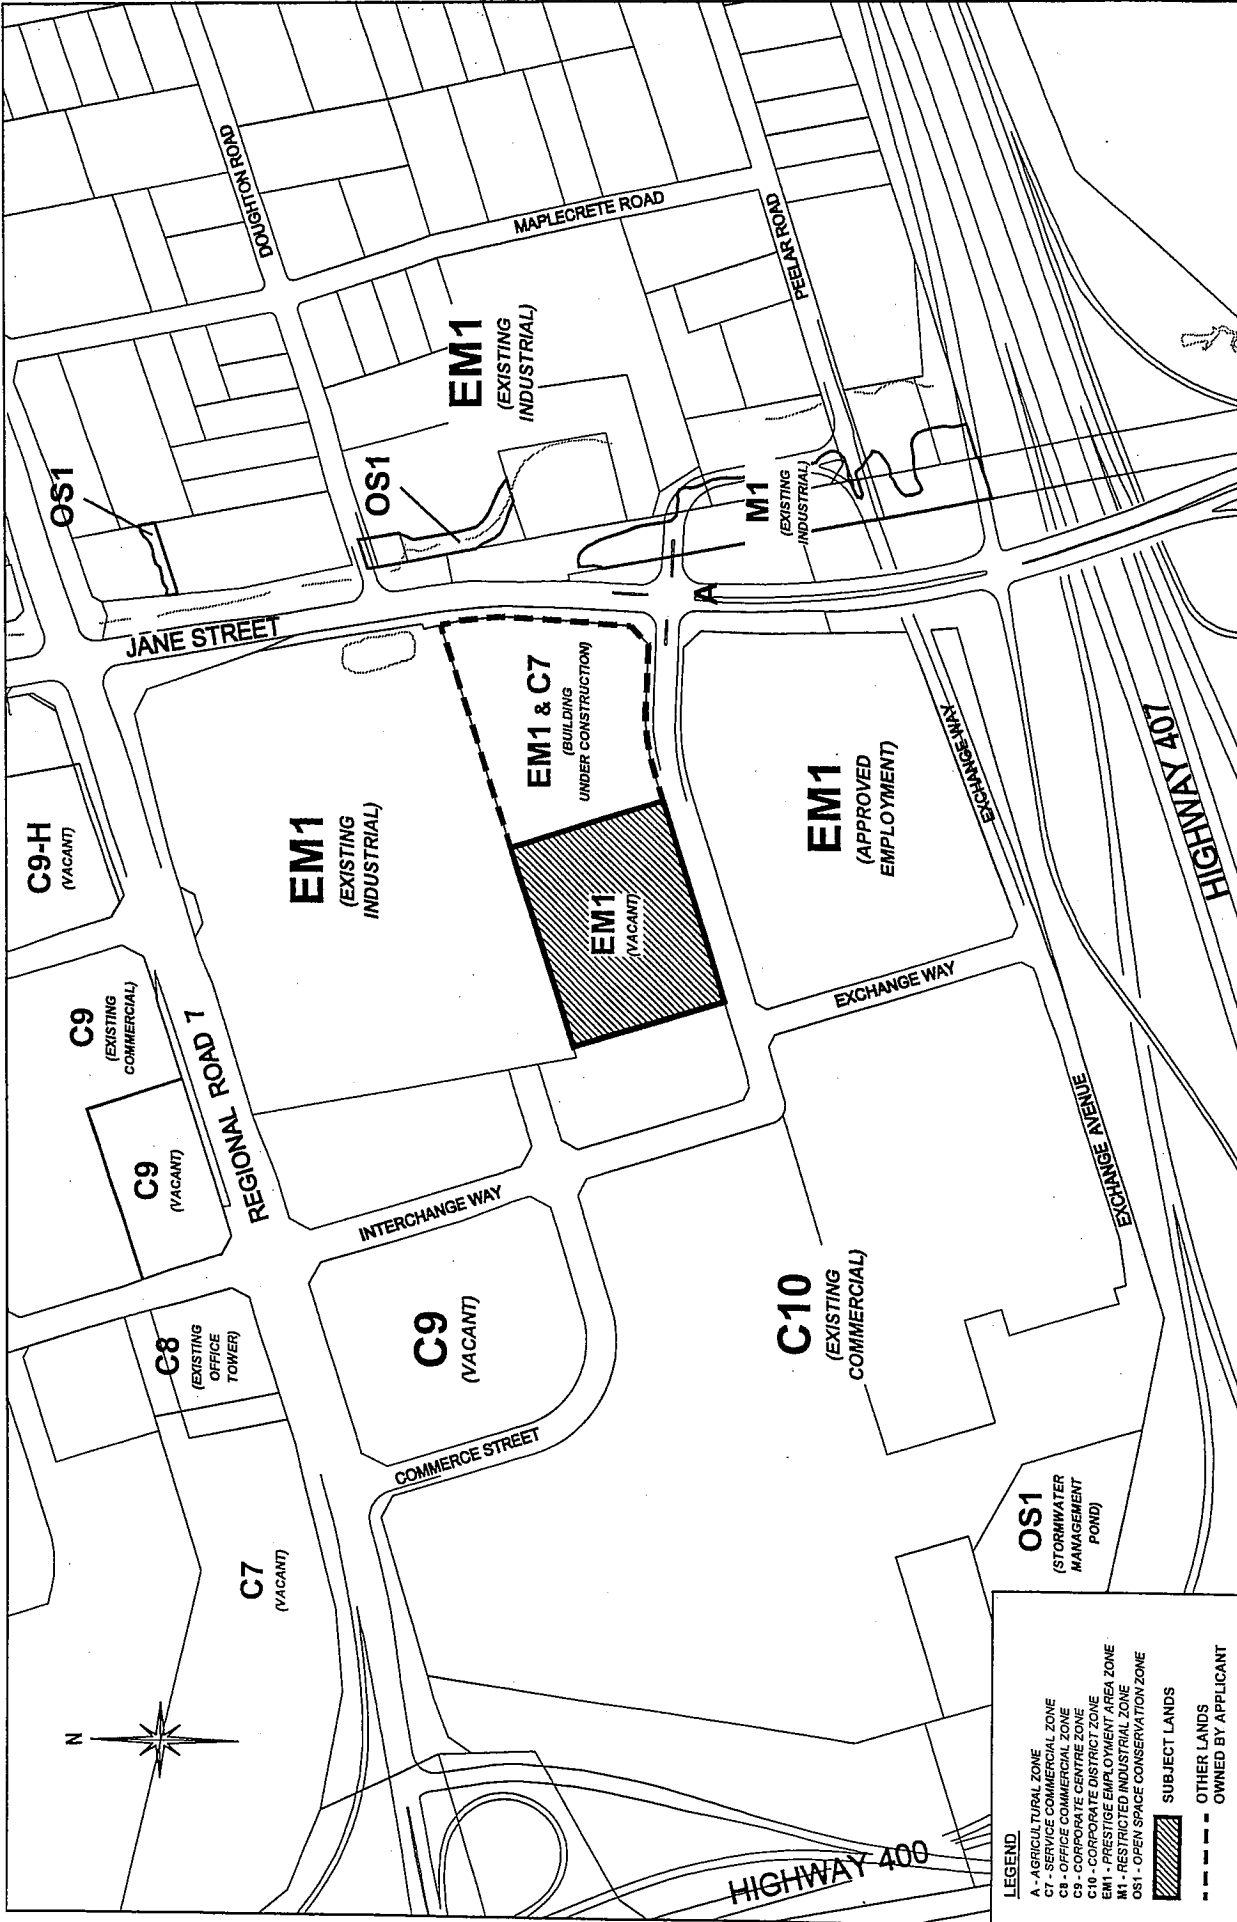 DOUGHTON ROAD
MAPLECRETE ROAD
PEELAR ROAD
EM1
(EXISTING
INDUSTRIAL)
OS1
OS1
M1
(EXISTING
INDUSTRIAL)
A
JANE STREET
EM1 & C7
(BUILDING
UNDER CONSTRUCTION)
C9-H
(VACANT)
EM1
(EXISTING
INDUSTRIAL)
EM1
(VACANT)
EM1
(APPROVED
EMPLOYMENT)
EXCHANGE WAY
HIGHWAY 407
C9
(EXISTING
COMMERCIAL)
REGIONAL ROAD 7
EXCHANGE WAY
C9
(VACANT)
INTERCHANGE WAY
EXCHANGE AVENUE
C8
(EXISTING
OFFICE
TOWER)
C9
(VACANT)
C10
(EXISTING
COMMERCIAL)
COMMERCE STREET
C7
(VACANT)
OS1
(STORMWATER
MANAGEMENT
POND)
N
HIGHWAY 400
LEGEND
A - AGRICULTURAL ZONE
C7 - SERVICE COMMERCIAL ZONE
C8 - OFFICE COMMERCIAL ZONE
C9 - CORPORATE CENTRE ZONE
C10 - CORPORATE DISTRICT ZONE
EM1 - PRESTIGE EMPLOYMENT AREA ZONE
M1 - RESTRICTED INDUSTRIAL ZONE
OS1 - OPEN SPACE CONSERVATION ZONE
SUBJECT LANDS
OTHER LANDS
OWNED BY APPLICANT